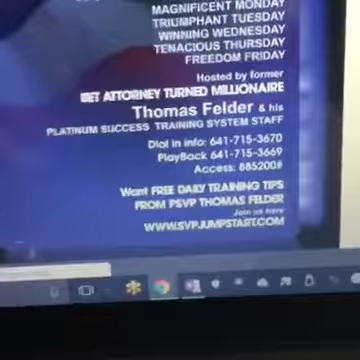 MAGNIFICENT MONDAY
TRIUMPHANT TUESDAY
WINNING WEDNESDAY
TENACIOUS THURSDAY
FREEDOM FRIDAY
Hosted by former
ATTORNEY TURNED MILLIONAIRE
Thomas Felder & his
PLATINUM SUCCESS TRAINING SYSTEM STAFF
Dial in info: 641-715-3670
PlayBack 641-715-3669
Access: 885200#
Want FREE DAILY TRAINING TIPS
FROM PSVP THOMAS FELDER
Join us here
WWW.SVPJUMPSTART.COM